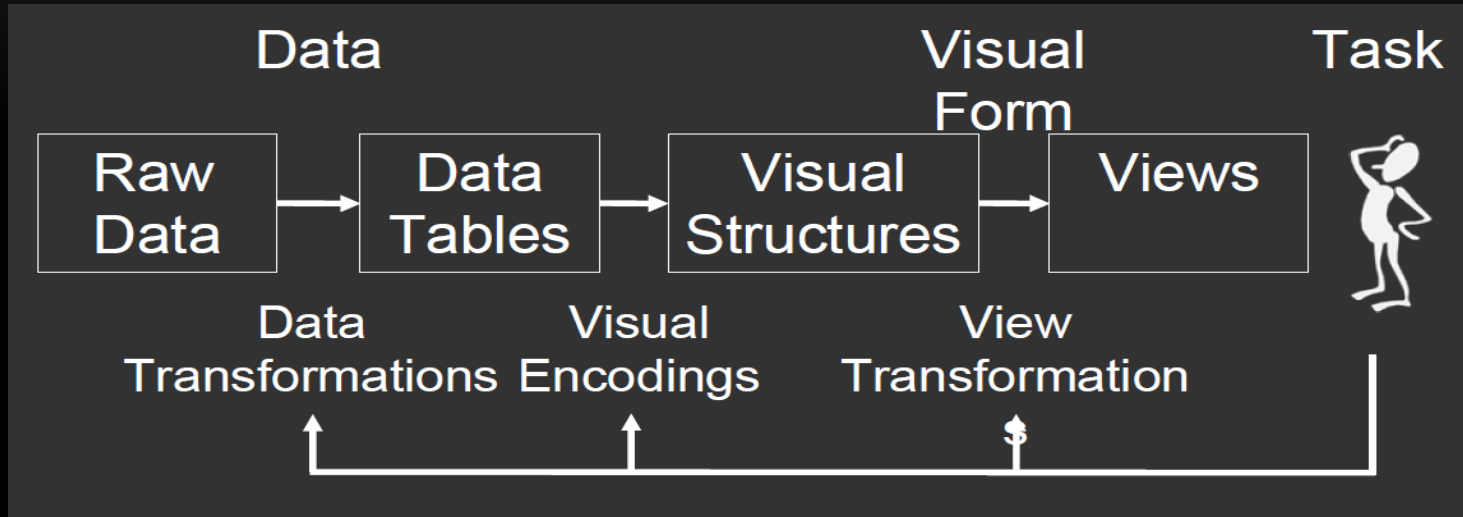 Data
Visual
Form
Task
Raw
Data
Data
Tables
Visual
Structures
Views
Data
Transformations
Visual
Encodings
View
Transformation
s